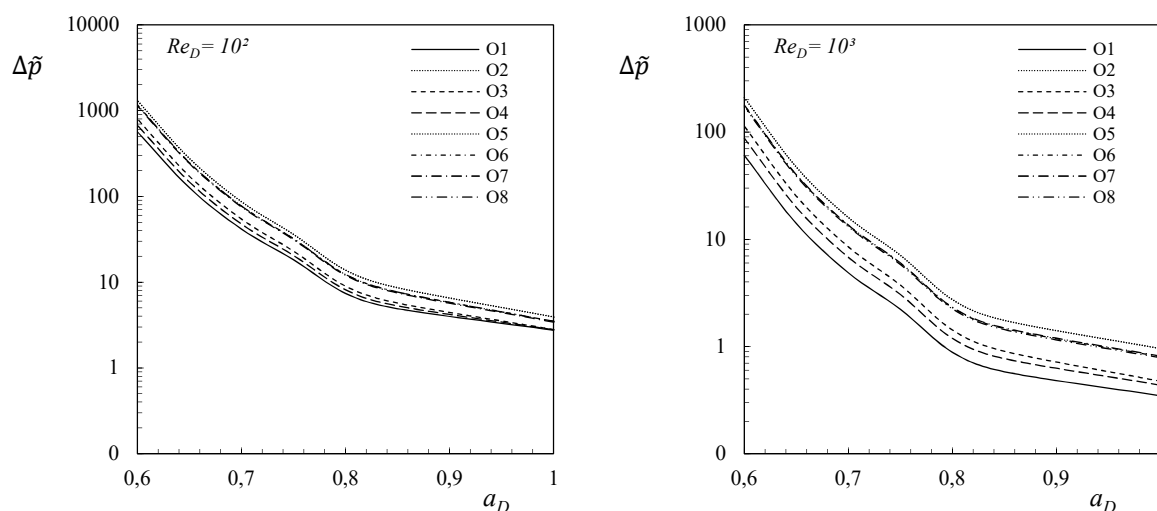 10000
1000
100
10
1
0
Δp̃
Re_D = 10²
O1
O2
O3
O4
O5
O6
O7
O8
0,6
0,7
0,8
0,9
1
a_D
1000
100
10
1
0
Δp̃
Re_D = 10³
O1
O2
O3
O4
O5
O6
O7
O8
0,6
0,7
0,8
0,9
a_D